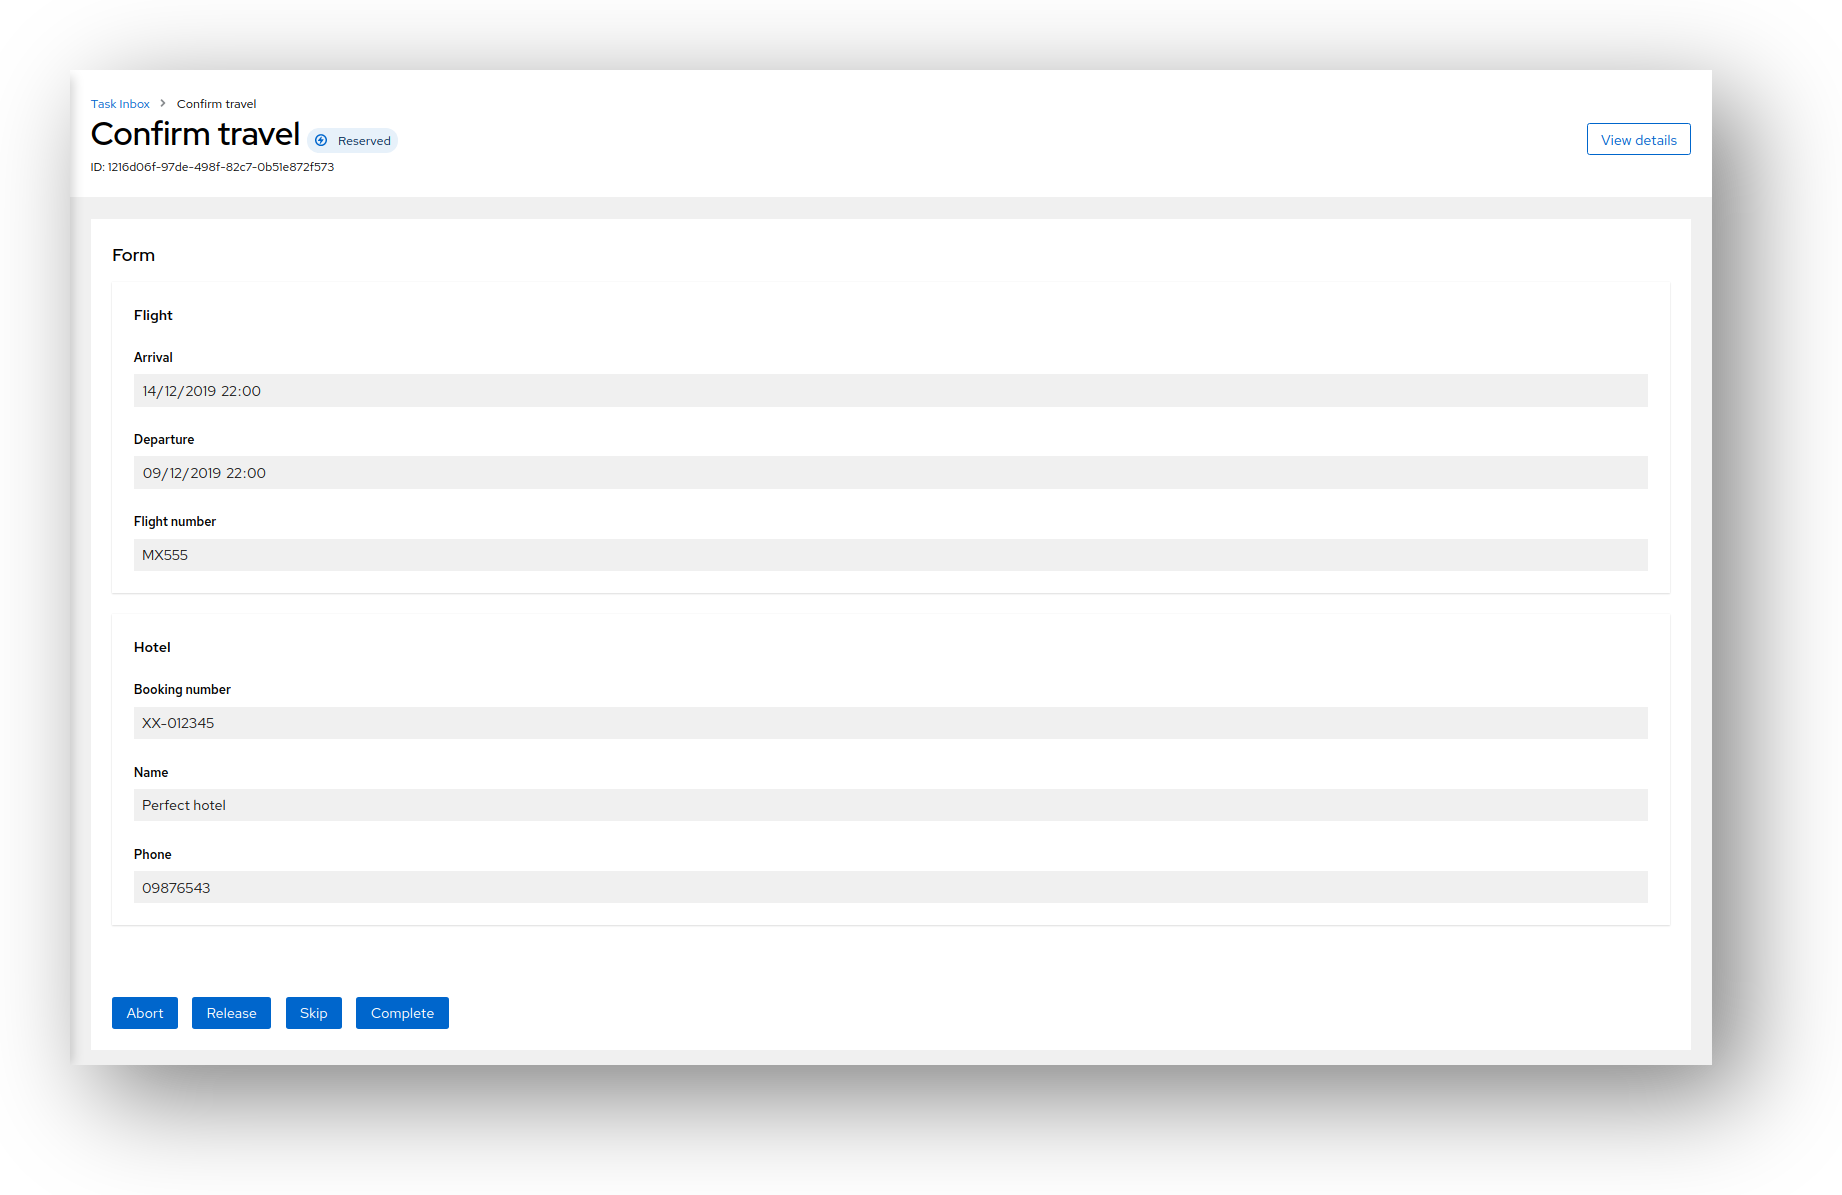 Task Inbox > Confirm travel
Confirm travel Reserved
View details
ID: 1216d06f-97de-498f-82c7-0b51e872f573
Form
Flight
Arrival
14/12/2019 22:00
Departure
09/12/2019 22:00
Flight number
MX555
Hotel
Booking number
XX-012345
Name
Perfect hotel
Phone
09876543
Abort Release Skip Complete